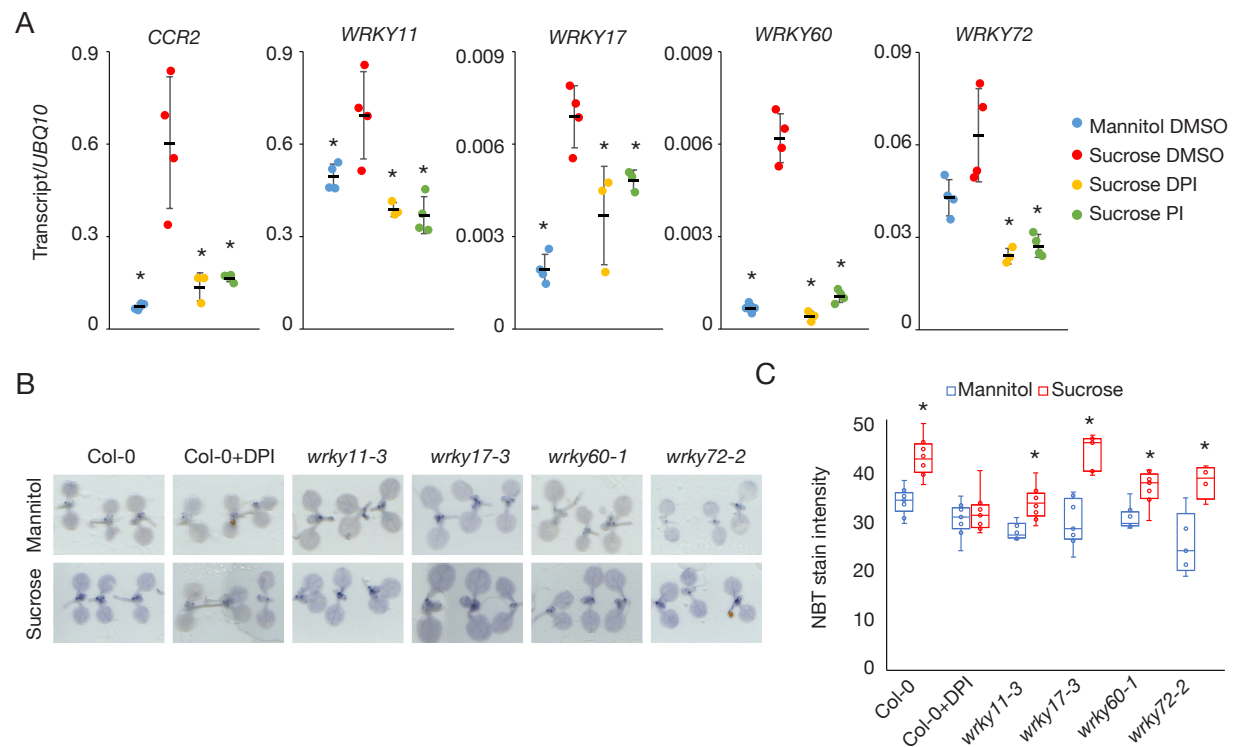 A
CCR2
WRKY11
WRKY17
WRKY60
WRKY72
Transcript/UBQ10
0.9
0.6
0.3
0
*
*
*
0.9
0.6
0.3
0
*
*
*
0.009
0.006
0.003
0
*
*
*
0.009
0.006
0.003
0
*
*
*
0.09
0.06
0.03
0
*
*
Mannitol DMSO
Sucrose DMSO
Sucrose DPI
Sucrose PI
B
Col-0
Col-0+DPI
wrky11-3
wrky17-3
wrky60-1
wrky72-2
Mannitol
Sucrose
C
Mannitol
Sucrose
NBT stain intensity
50
40
30
20
10
0
*
*
*
*
*
Col-0
Col-0+DPI
wrky11-3
wrky17-3
wrky60-1
wrky72-2